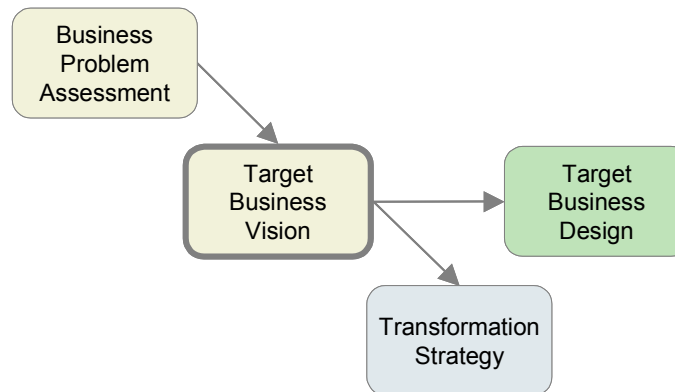 Business
Problem
Assessment
Target
Business
Vision
Target
Business
Design
Transformation
Strategy